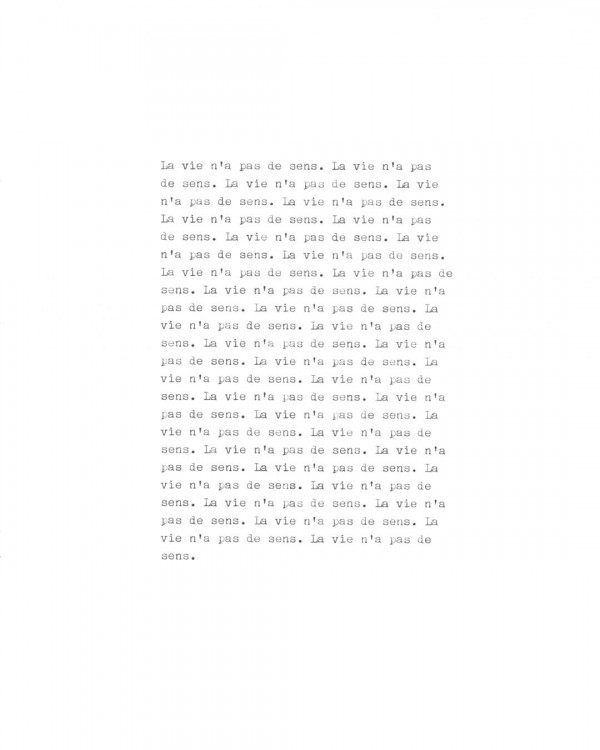 La vie n'a pas de sens. La vie n'a pas
de sens. La vie n'a pas de sens. La vie
n'a pas de sens. La vie n'a pas de sens.
La vie n'a pas de sens. La vie n'a pas
de sens. La vie n'a pas de sens. La vie
n'a pas de sens. La vie n'a pas de sens.
La vie n'a pas de sens. La vie n'a pas de
sens. La vie n'a pas de sens. La vie n'a
pas de sens. La vie n'a pas de sens. La
vie n'a pas de sens. La vie n'a pas de
sens. La vie n'a pas de sens. La vie n'a
pas de sens. La vie n'a pas de sens. La
vie n'a pas de sens. La vie n'a pas de
sens. La vie n'a pas de sens. La vie n'a
pas de sens. La vie n'a pas de sens. La
vie n'a pas de sens. La vie n'a pas de
sens. La vie n'a pas de sens. La vie n'a
pas de sens. La vie n'a pas de sens. La
vie n'a pas de sens. La vie n'a pas de
sens. La vie n'a pas de sens. La vie n'a
pas de sens. La vie n'a pas de sens. La
vie n'a pas de sens. La vie n'a pas de
sens.